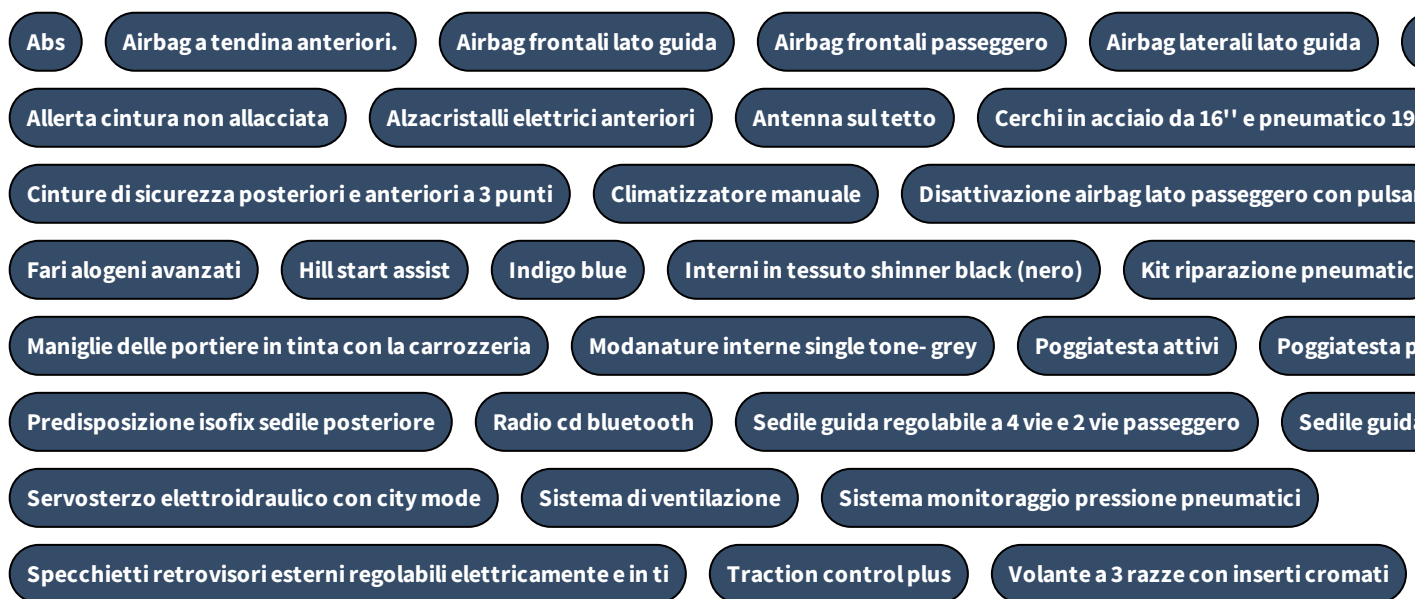 Abs Airbag a tendina anteriori. Airbag frontali lato guida Airbag frontali passeggero Airbag laterali lato guida
Allerta cintura non allacciata Alzacristalli elettrici anteriori Antenna sul tetto Cerchi in acciaio da 16'' e pneumatico 19
Cinture di sicurezza posteriori e anteriori a 3 punti Climatizzatore manuale Disattivazione airbag lato passeggero con
Fari alogeni avanzati Hill start assist Indigo blue Interni in tessuto shinner black (nero) Kit riparazione
Maniglie delle portiere in tinta con la carrozzeria Modanature interne single tone- grey Poggiatesta attivi Poggiatesta
Predisposizione isofix sedile posteriore Radio cd bluetooth Sedile guida regolabile a 4 vie e 2 vie passeggero Sedile
Servosterzo elettroidraulico con city mode Sistema di ventilazione Sistema monitoraggio pressione pneumatici
Specchietti retrovisori esterni regolabili elettricamente e in ti Traction control plus Volante a 3 razze con inserti cromati